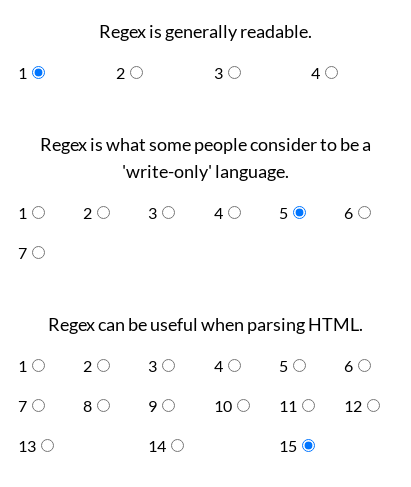 Regex is generally readable.
1 2 3 4
Regex is what some people consider to be a
'write-only' language.
1 2 3 4 5 6
7
Regex can be useful when parsing HTML.
1 2 3 4 5 6
7 8 9 10 11 12
13 14 15